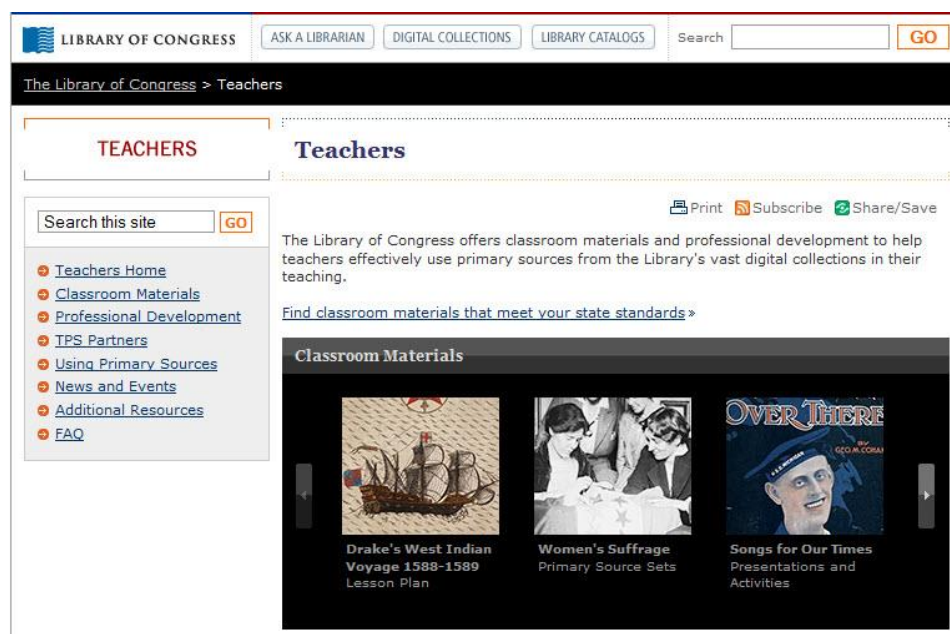 LIBRARY OF CONGRESS
ASK A LIBRARIAN
DIGITAL COLLECTIONS
LIBRARY CATALOGS
Search
GO
The Library of Congress > Teachers
TEACHERS
Search this site
GO
Teachers Home
Classroom Materials
Professional Development
TPS Partners
Using Primary Sources
News and Events
Additional Resources
FAQ
Teachers
Print Subscribe Share/Save
The Library of Congress offers classroom materials and professional development to help
teachers effectively use primary sources from the Library's vast digital collections in their
teaching.
Find classroom materials that meet your state standards »
Classroom Materials
Drake's West Indian
Voyage 1588-1589
Lesson Plan
Women's Suffrage
Primary Source Sets
OVER THERE
BY
GEO.M.COHAN
Songs for Our Times
Presentations and
Activities